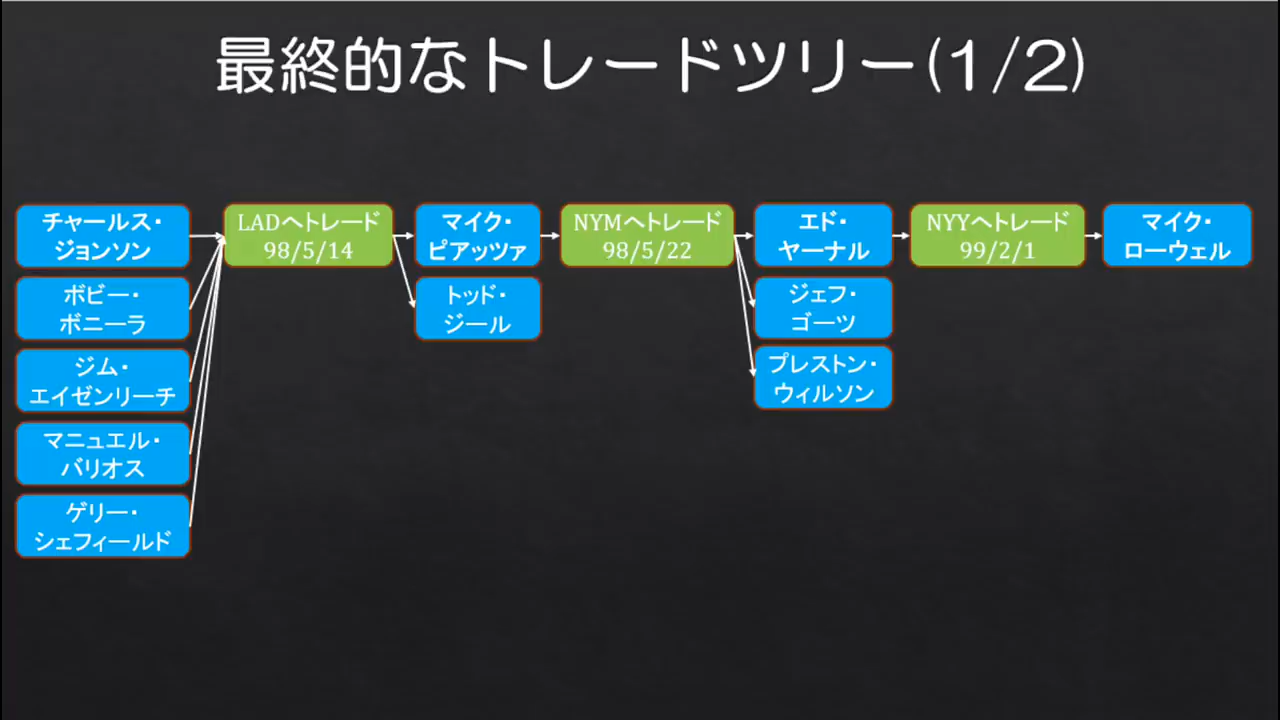 最終的なトレードツリー(1/2)
チャールス・
ジョンソン
LADへトレード
98/5/14
マイク・
ピアッツァ
NYMへトレード
98/5/22
エド・
ヤーナル
NYYへトレード
99/2/1
マイク・
ローウェル
ボビー・
ボニーラ
トッド・
ジール
ジェフ・
ゴーツ
ジム・
エイゼンリーチ
プレストン・
ウィルソン
マニュエル・
バリオス
ゲリー・
シェフィールド